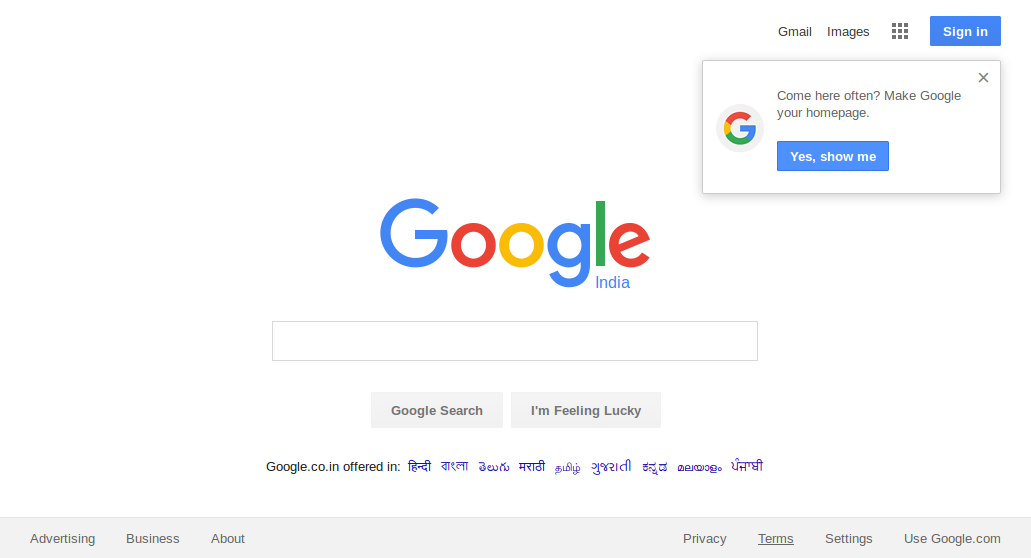 Gmail Images Sign in
Come here often? Make Google
your homepage.
Yes, show me
Google
India
Google Search I'm Feeling Lucky
Google.co.in offered in: हिन्दी বাংলা తెలుగు मराठी தமிழ் ગુજરાતી ಕನ್ನಡ മലയാളം ਪੰਜਾਬੀ
Advertising Business About Privacy Terms Settings Use Google.com